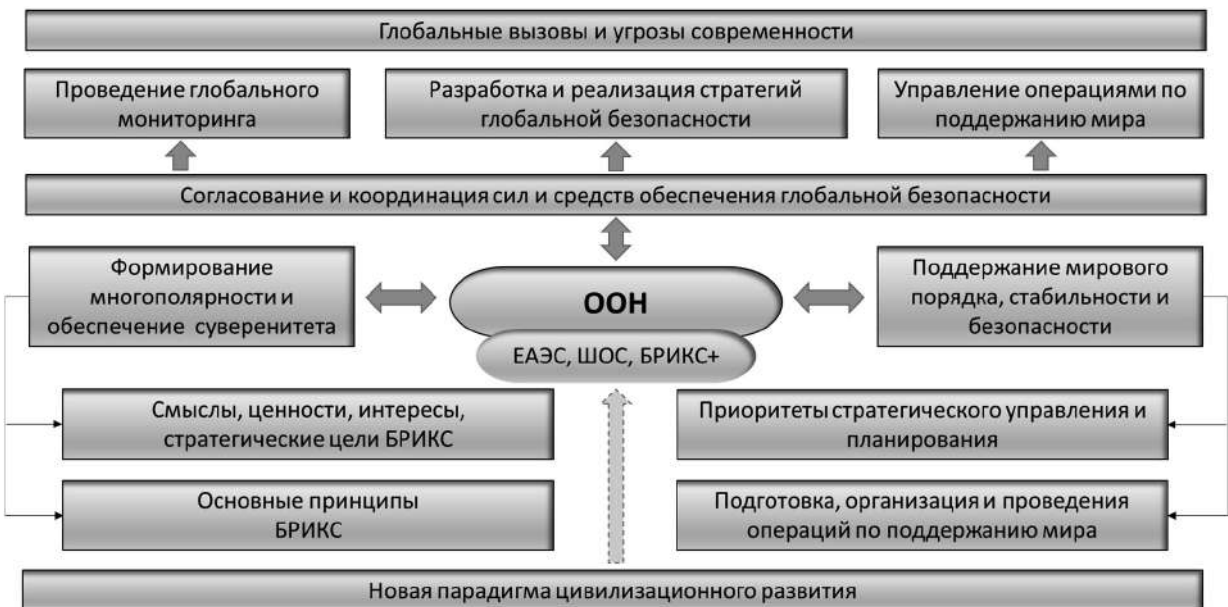 Глобальные вызовы и угрозы современности
Проведение глобального
мониторинга
Разработка и реализация стратегий
глобальной безопасности
Управление операциями по
поддержанию мира
Согласование и координация сил и средств обеспечения глобальной безопасности
Формирование
многополярности и
обеспечение суверенитета
ООН
ЕАЭС, ШОС, БРИКС+
Поддержание мирового
порядка, стабильности и
безопасности
Смыслы, ценности, интересы,
стратегические цели БРИКС
Приоритеты стратегического управления и
планирования
Основные принципы
БРИКС
Подготовка, организация и проведения
операций по поддержанию мира
Новая парадигма цивилизационного развития